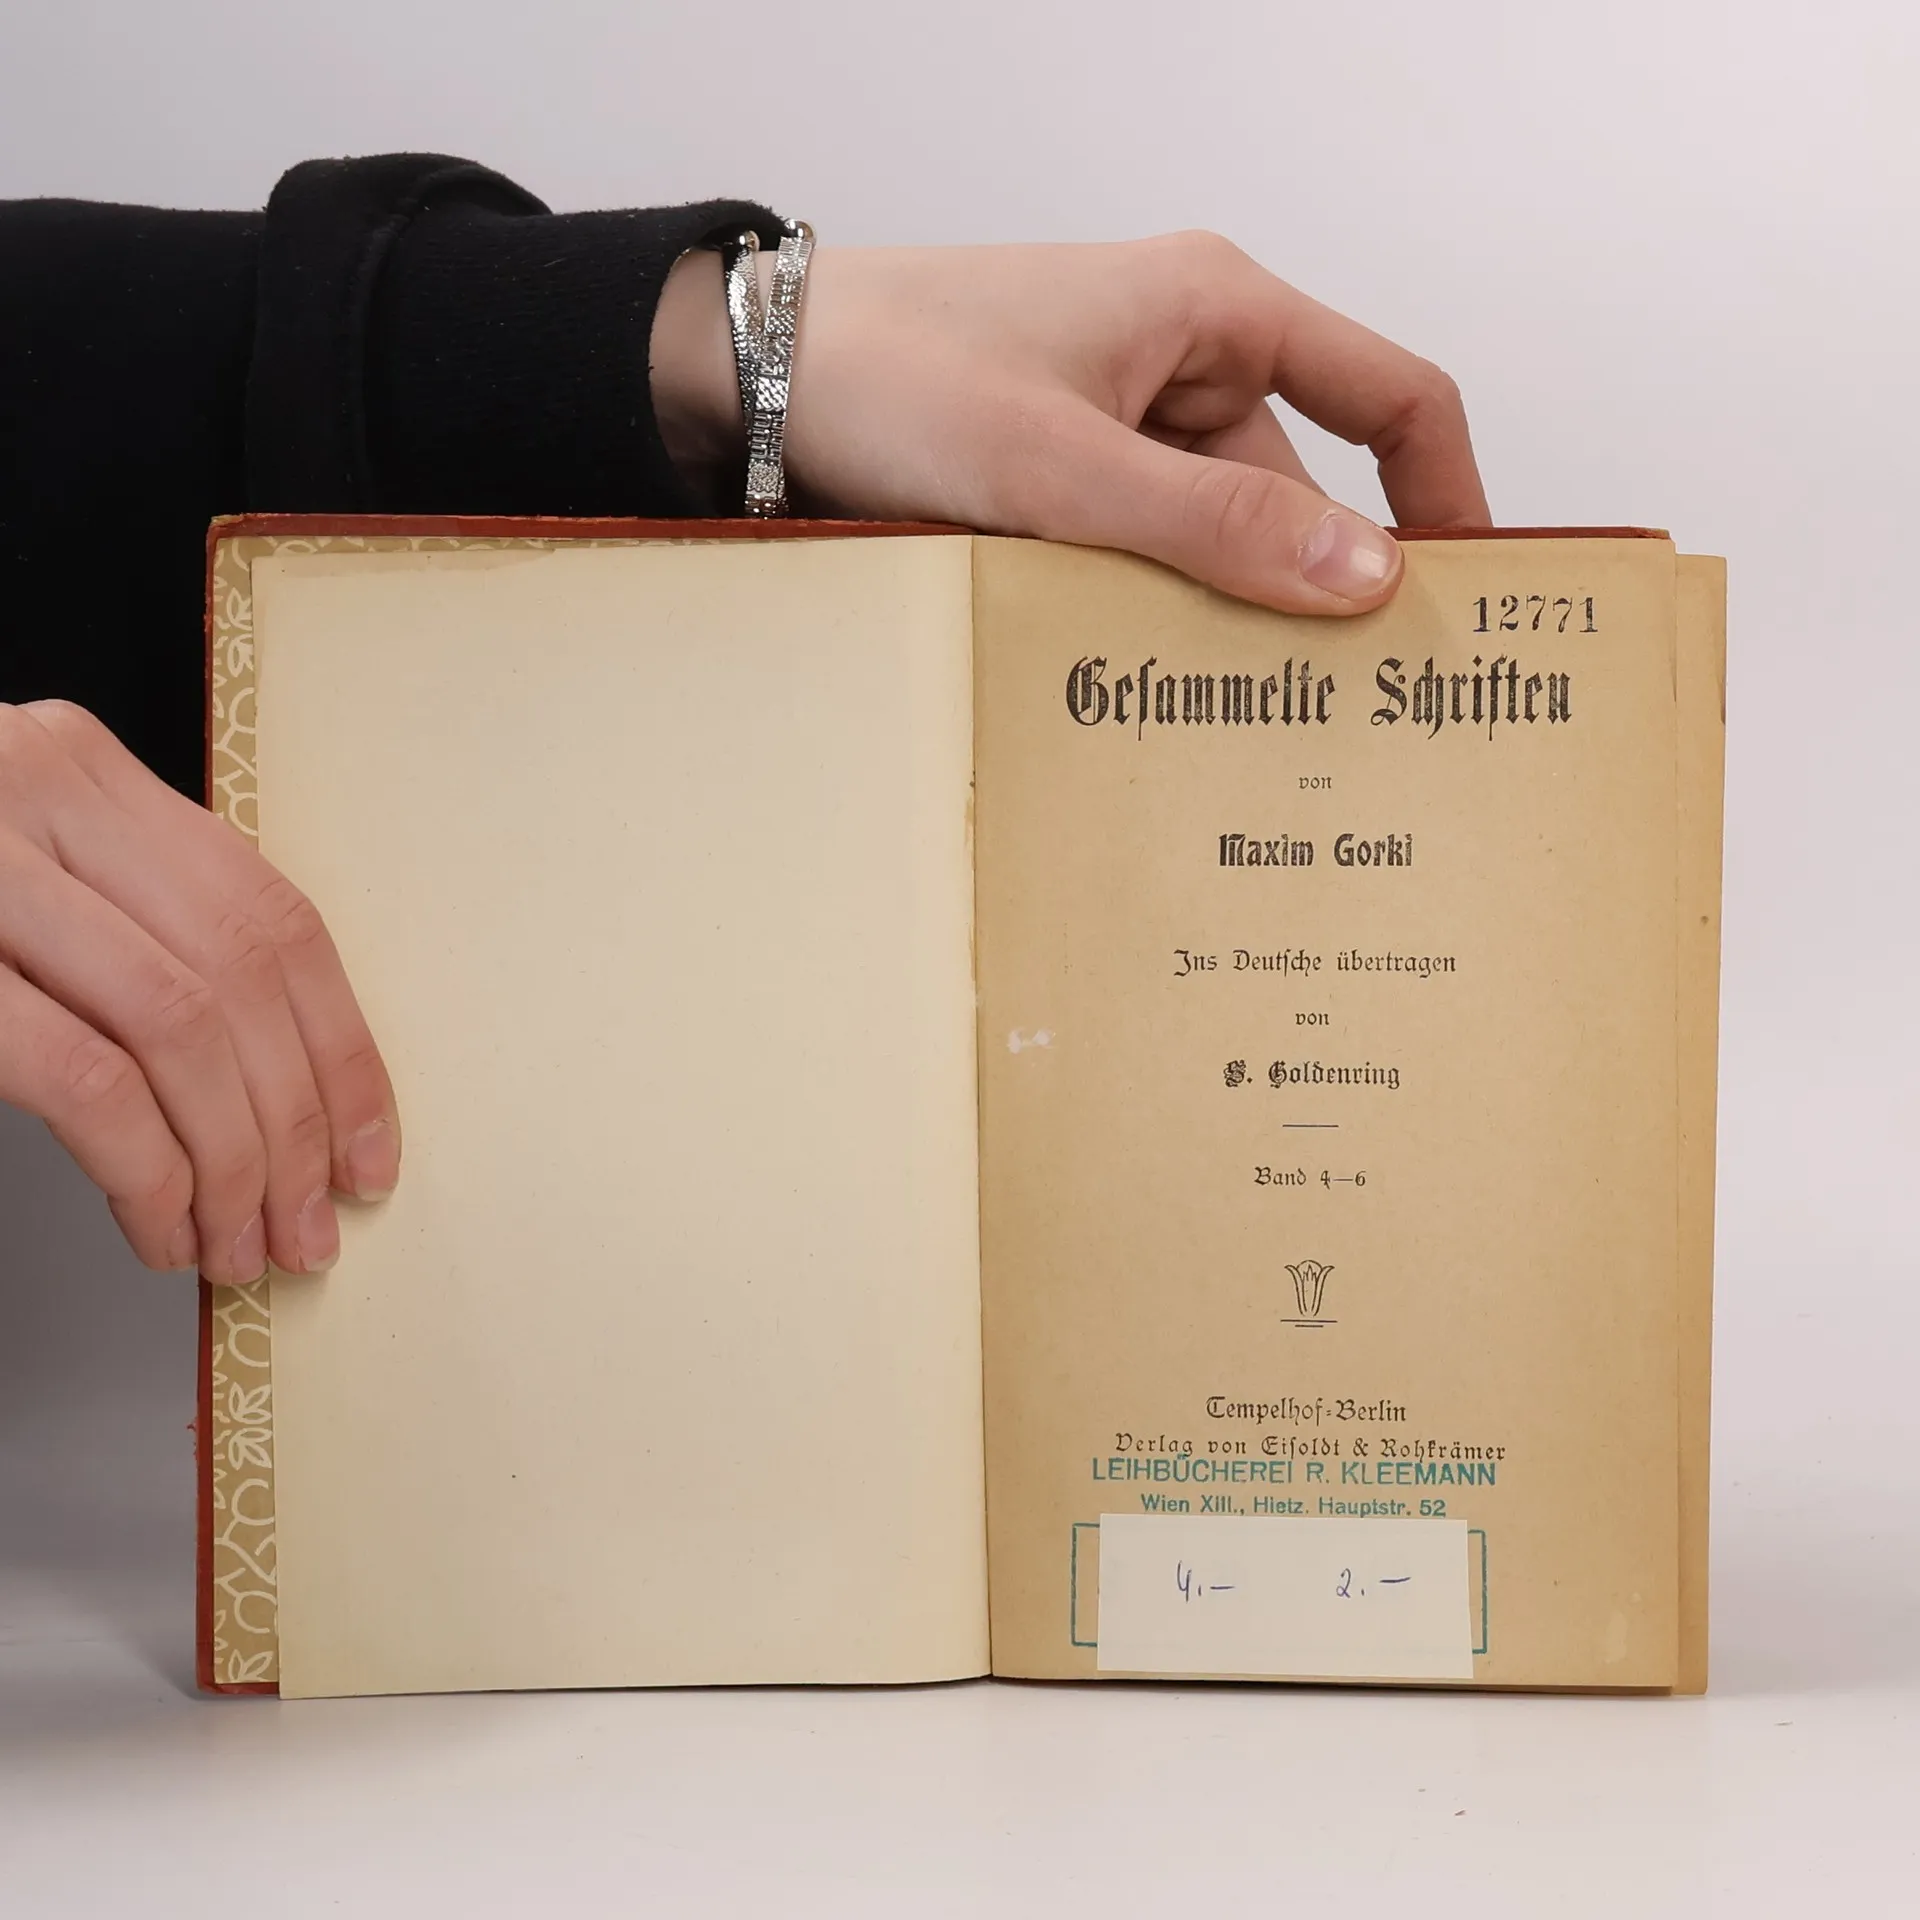 12771
Gesammelte Schriften
von
Maxim Gorki
Ins Deutsche übertragen
von
S. Goldenring
Band 4—6
Tempelhof-Berlin
Verlag von Eisoldt & Rohkrämer
LEIHBÜCHEREI R. KLEEMANN
Wien XIII., Hietz. Hauptstr. 52
4.— 2.—